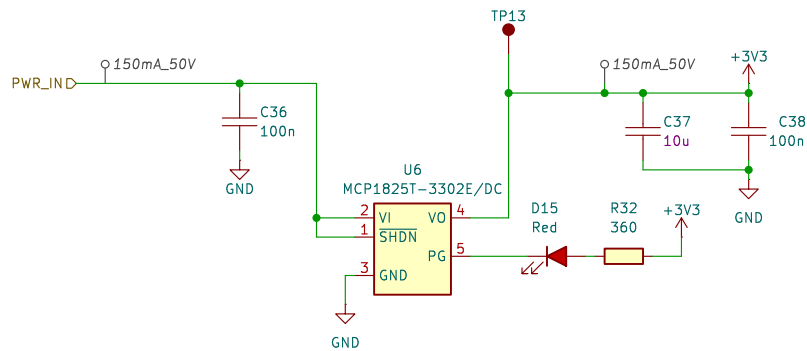 TP13
150mA_50V
150mA_50V
+3V3
PWR_IN
C36
100n
C37
10u
C38
100n
GND
U6
MCP1825T-3302E/DC
GND
2 VI VO 4
1 SHDN
PG 5
3 GND
D15
Red
R32
360
+3V3
GND